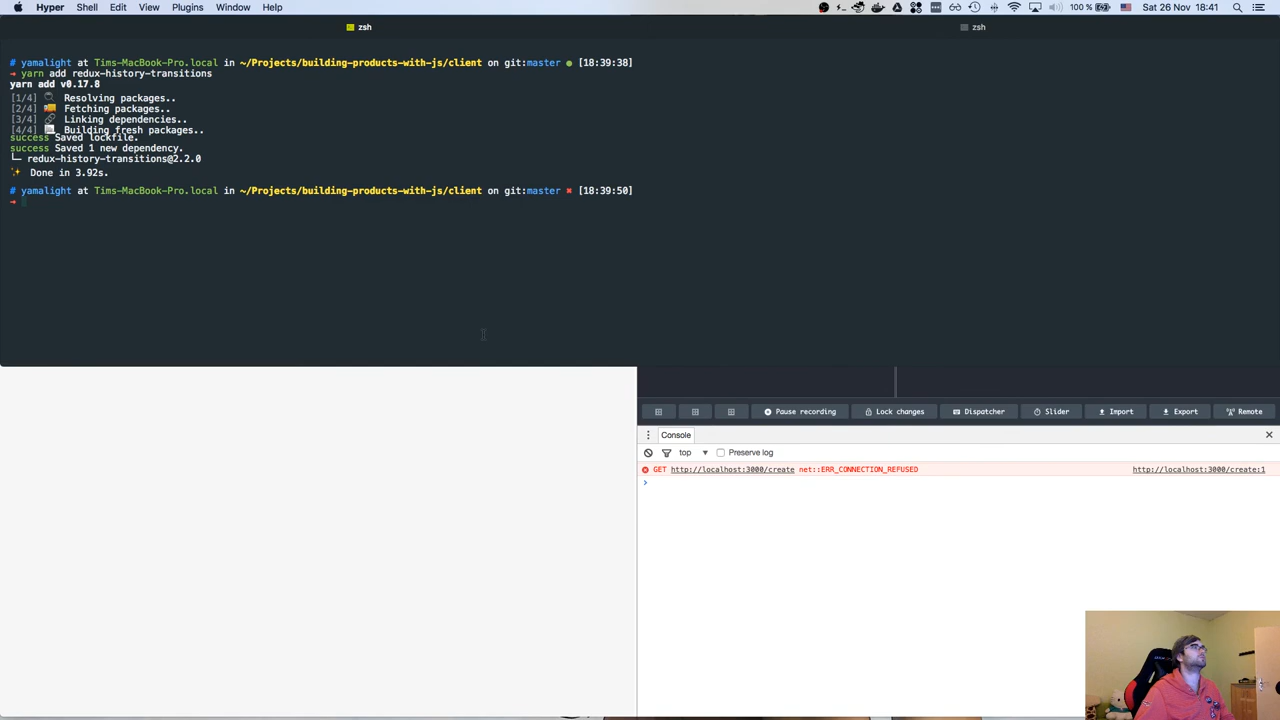 Hyper Shell Edit View Plugins Window Help 100 % Sat 26 Nov 18:41
zsh zsh
# yamalight at Tims-MacBook-Pro.local in ~/Projects/building-products-with-js/client on git:master ● [18:39:38]
→ yarn add redux-history-transitions
yarn add v0.17.8
[1/4] Resolving packages..
[2/4] Fetching packages..
[3/4] Linking dependencies..
[4/4] Building fresh packages..
success Saved lockfile.
success Saved 1 new dependency.
└─ redux-history-transitions@2.2.0
Done in 3.92s.
# yamalight at Tims-MacBook-Pro.local in ~/Projects/building-products-with-js/client on git:master ✖ [18:39:50]
→
Pause recording Lock changes Dispatcher Slider Import Export Remote
Console
top Preserve log
GET http://localhost:3000/create net::ERR_CONNECTION_REFUSED http://localhost:3000/create:1
>